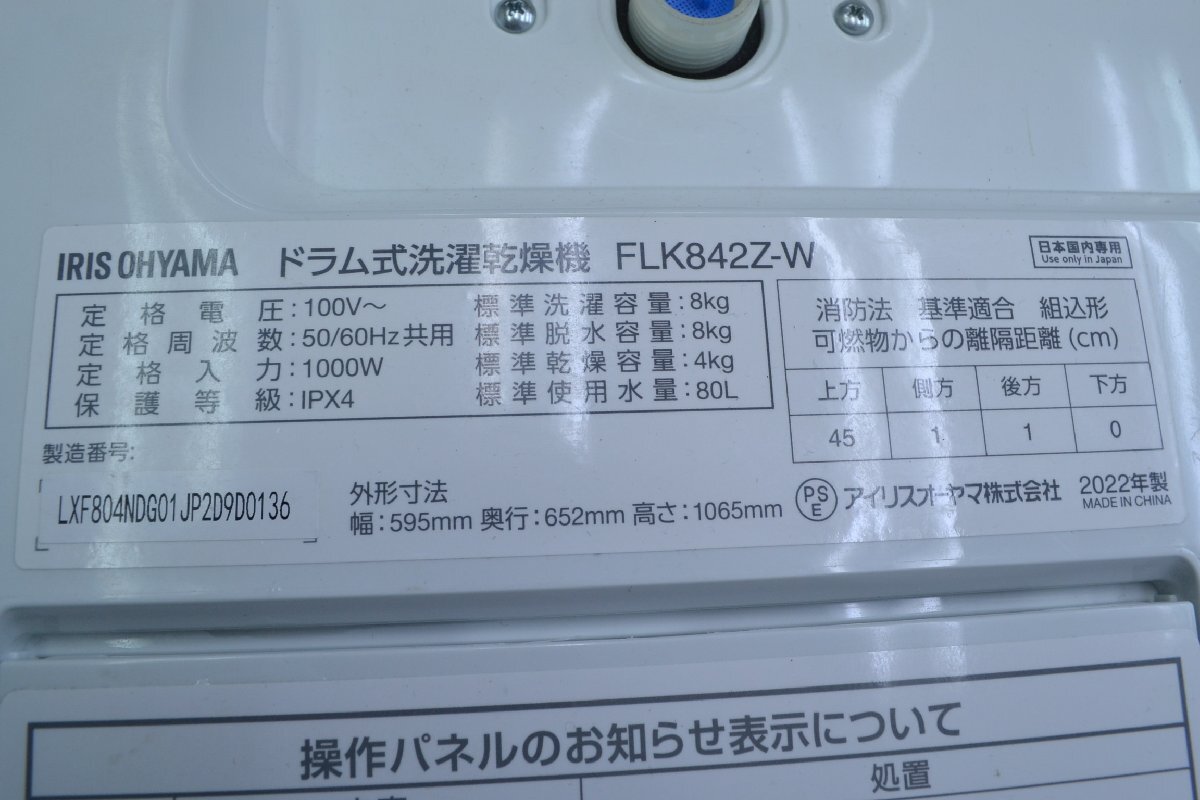 IRIS OHYAMA ドラム式洗濯乾燥機 FLK842Z-W
日本国内専用
Use only in Japan
定格電圧:100V～ 標準洗濯容量:8kg
定格周波数:50/60Hz共用 標準脱水容量:8kg
定格入力:1000W 標準乾燥容量:4kg
保護等級:IPX4 標準使用水量:80L
消防法 基準適合 組込形
可燃物からの離隔距離(cm)
上方 側方 後方 下方
45 1 1 0
製造番号:
LXF804NDG01JP2D9D0136
外形寸法
幅:595mm 奥行:652mm 高さ:1065mm
PSE アイリスオーヤマ株式会社 2022年製
MADE IN CHINA
操作パネルのお知らせ表示について
処置